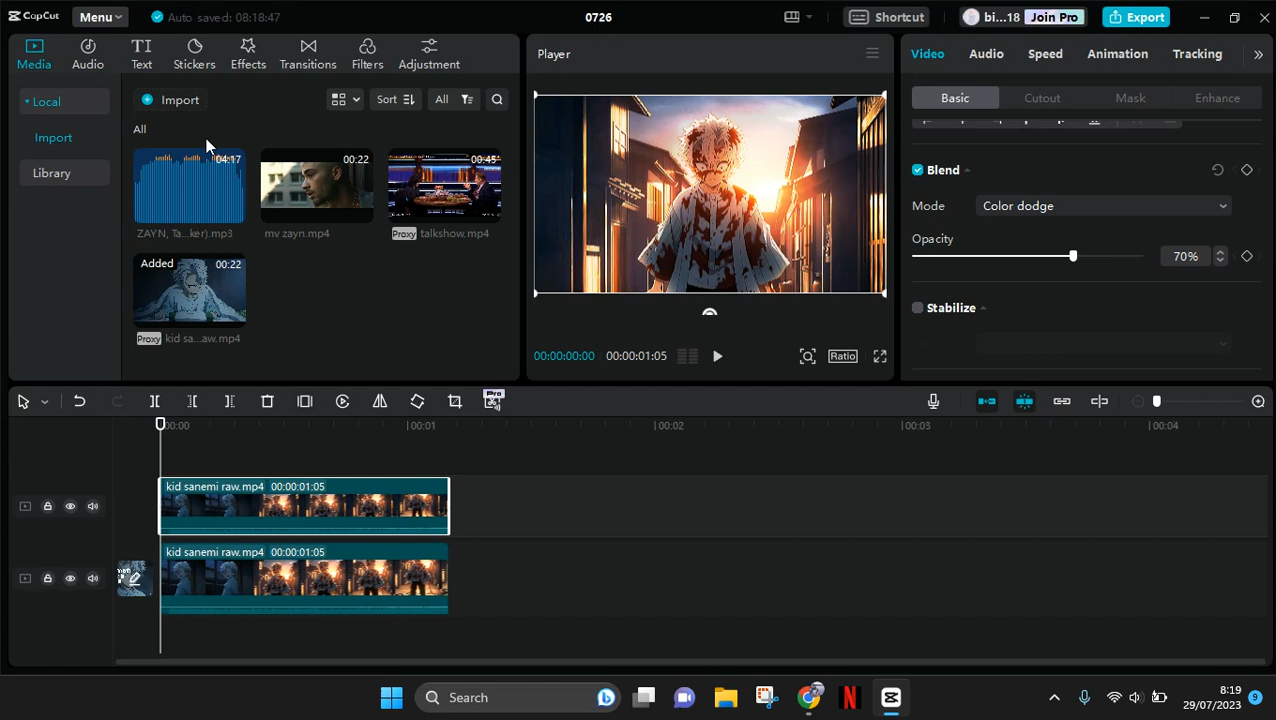 CapCut
Menu
Auto saved: 08:18:47
0726
Shortcut
bi...18
Join Pro
Export
Media
Audio
Text
Stickers
Effects
Transitions
Filters
Adjustment
Local
Import
Library
Import
Sort
All
All
04:17
ZAYN, Ta...ker).mp3
00:22
mv zayn.mp4
00:45
Proxy talkshow.mp4
Added 00:22
Proxy kid sa...aw.mp4
Player
00:00:00:00
00:00:01:05
Ratio
Video
Audio
Speed
Animation
Tracking
Basic
Cutout
Mask
Enhance
Blend
Mode
Color dodge
Opacity
70%
Stabilize
Pro
00:00
00:01
00:02
00:03
00:04
kid sanemi raw.mp4 00:00:01:05
kid sanemi raw.mp4 00:00:01:05
Search
8:19
29/07/2023
9